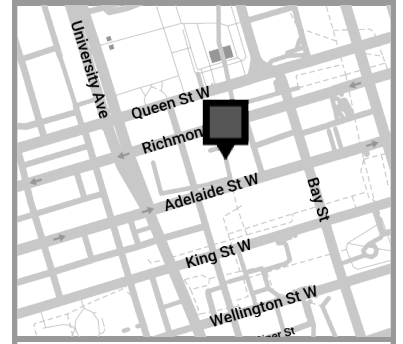 University Ave
Queen St W
Richmon
Adelaide St W
Bay St
King St W
Wellington St W